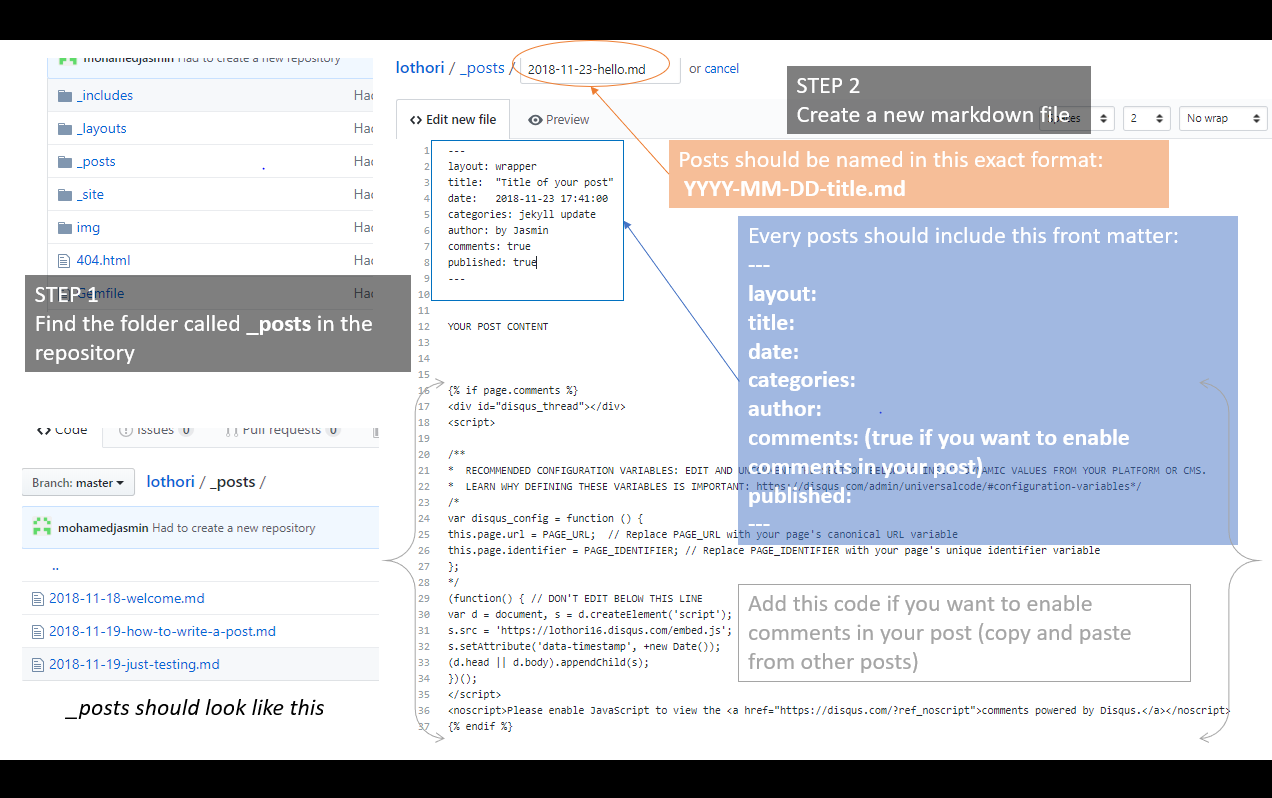 mohamedjasmin Had to create a new repository
_includes Had
_layouts Had
_posts Had
_site Had
img Had
404.html Had
Gemfile Had
STEP 1
Find the folder called _posts in the
repository
<> Code Issues 0 Pull requests 0
Branch: master lothori / _posts /
mohamedjasmin Had to create a new repository
..
2018-11-18-welcome.md
2018-11-19-how-to-write-a-post.md
2018-11-19-just-testing.md
_posts should look like this
lothori / _posts / 2018-11-23-hello.md or cancel
STEP 2
Create a new markdown file
<> Edit new file Preview 2 No wrap
Posts should be named in this exact format:
YYYY-MM-DD-title.md
Every posts should include this front matter:
---
layout:
title:
date:
categories:
author:
comments: (true if you want to enable
comments in your post)
published:
---
1 ---
2 layout: wrapper
3 title: "Title of your post"
4 date: 2018-11-23 17:41:00
5 categories: jekyll update
6 author: by Jasmin
7 comments: true
8 published: true
9 ---
10
11
12 YOUR POST CONTENT
13
14
15
16 {% if page.comments %}
17 <div id="disqus_thread"></div>
18 <script>
19
20 /**
21 * RECOMMENDED CONFIGURATION VARIABLES: EDIT AND DYNAMIC VALUES FROM YOUR PLATFORM OR CMS.
22 * LEARN WHY DEFINING THESE VARIABLES IS IMPORTANT: https://disqus.com/admin/universalcode/#configuration-variables*/
23 /*
24 var disqus_config = function () {
25 this.page.url = PAGE_URL; // Replace PAGE_URL with your page's canonical URL variable
26 this.page.identifier = PAGE_IDENTIFIER; // Replace PAGE_IDENTIFIER with your page's unique identifier variable
27 };
28 */
29 (function() { // DON'T EDIT BELOW THIS LINE
30 var d = document, s = d.createElement('script');
31 s.src = 'https://lothori16.disqus.com/embed.js';
32 s.setAttribute('data-timestamp', +new Date());
33 (d.head || d.body).appendChild(s);
34 })();
35 </script>
36 <noscript>Please enable JavaScript to view the <a href="https://disqus.com/?ref_noscript">comments powered by Disqus.</a></noscript>
37 {% endif %}
Add this code if you want to enable
comments in your post (copy and paste
from other posts)